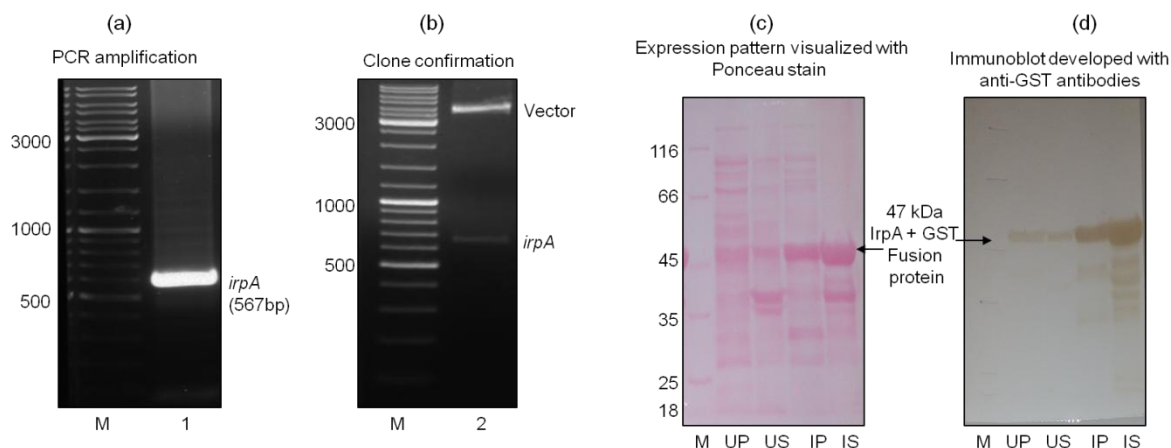 (a)
PCR amplification
3000
1000
500
irpA
(567bp)
M 1
(b)
Clone confirmation
3000
1000
500
Vector
irpA
M 2
(c)
Expression pattern visualized with
Ponceau stain
116
66
45
35
25
18
M UP US IP IS
47 kDa
IrpA + GST
Fusion
protein
(d)
Immunoblot developed with
anti-GST antibodies
M UP US IP IS